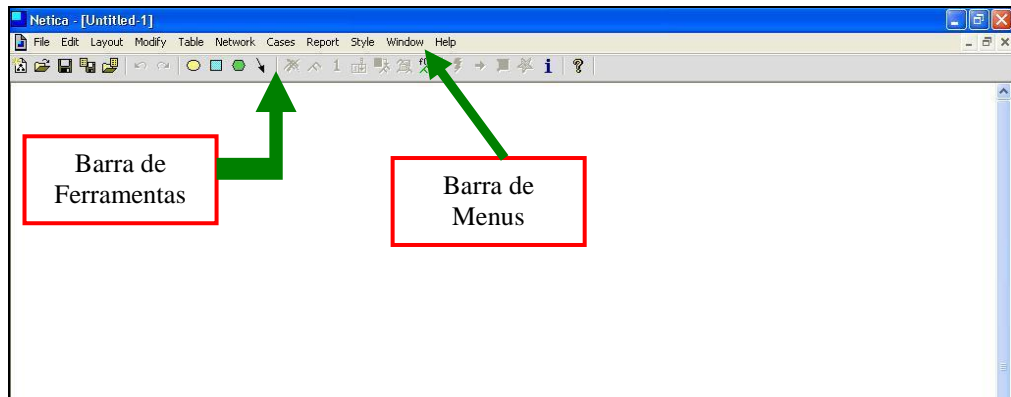 Netica - [Untitled-1]
File Edit Layout Modify Table Network Cases Report Style Window Help
1 i ?
Barra de
Ferramentas
Barra de
Menus